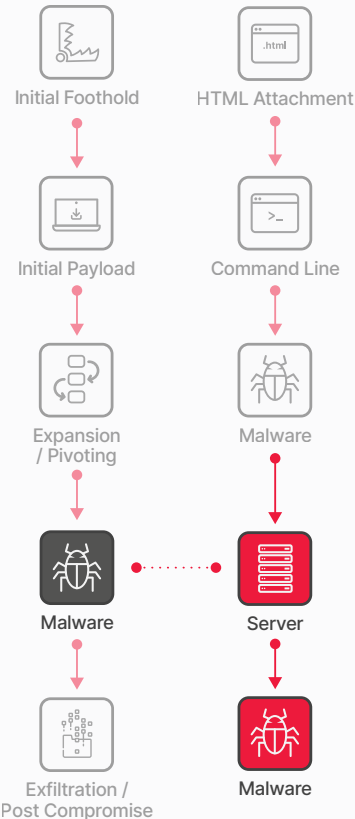 .html
Initial Foothold
HTML Attachment
>_
Initial Payload
Command Line
Expansion
/ Pivoting
Malware
Malware
Server
Exfiltration /
Post Compromise
Malware